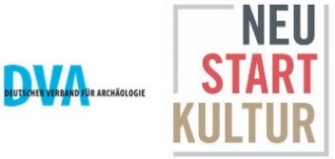 DVA
DEUTSCHER VERBAND FÜR ARCHÄOLOGIE
NEU
START
KULTUR